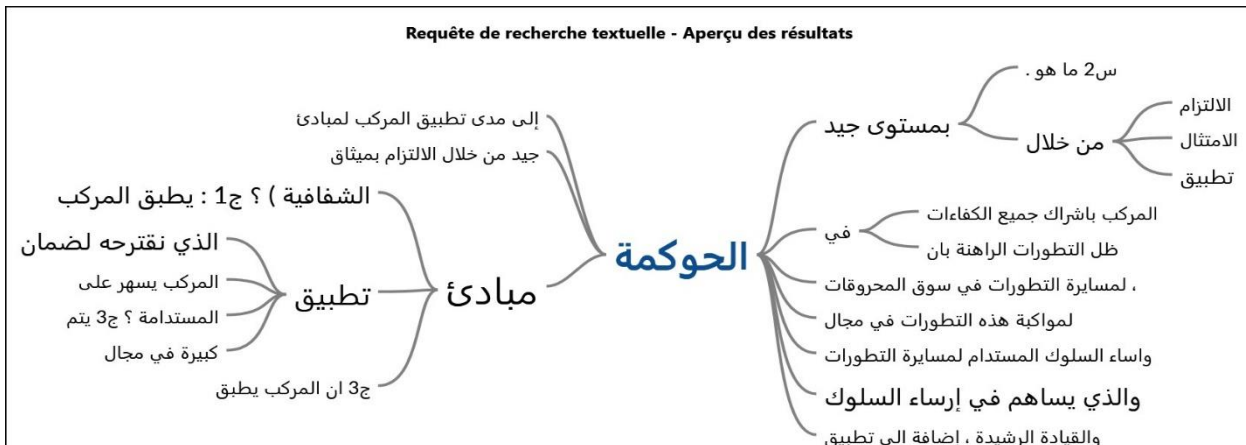 Requête de recherche textuelle - Aperçu des résultats
س2 ما هو .
الالتزام
الامتثال
تطبيق
من خلال
بمستوى جيد
المركب باشراك جميع الكفاءات
ظل التطورات الراهنة بان
في
، لمسايرة التطورات في سوق المحروقات
لمواكبة هذه التطورات في مجال
واساء السلوك المستدام لمسايرة التطورات
والذي يساهم في إرساء السلوك
والقيادة الرشيدة ، اضافة الى تطبيق
الحوكمة
إلى مدى تطبيق المركب لمبادئ
جيد من خلال الالتزام بميثاق
مبادئ
الشفافية ) ؟ ج1 : يطبق المركب
تطبيق
الذي نقترحه لضمان
المركب يسهر على
المستدامة ؟ ج3 يتم
كبيرة في مجال
ج3 ان المركب يطبق